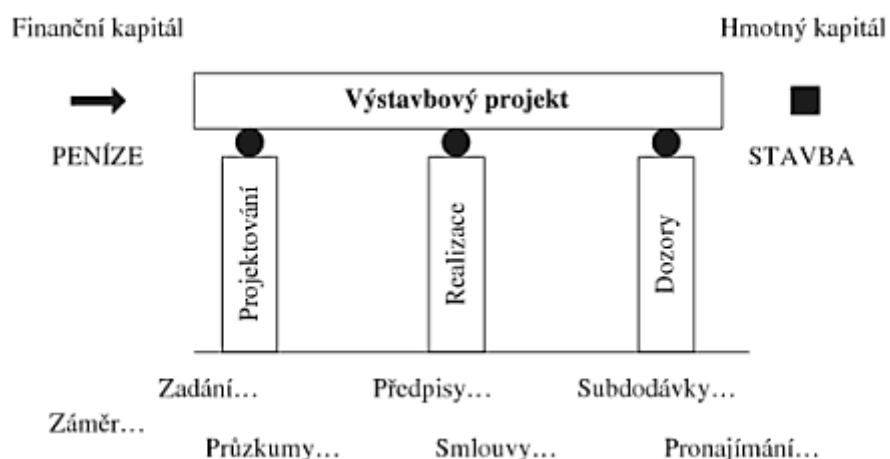 Finanční kapitál
Hmotný kapitál
Výstavbový projekt
PENÍZE
STAVBA
Projektování
Realizace
Dozory
Zadání…
Předpisy…
Subdodávky…
Záměr…
Průzkumy…
Smlouvy…
Pronajímání…